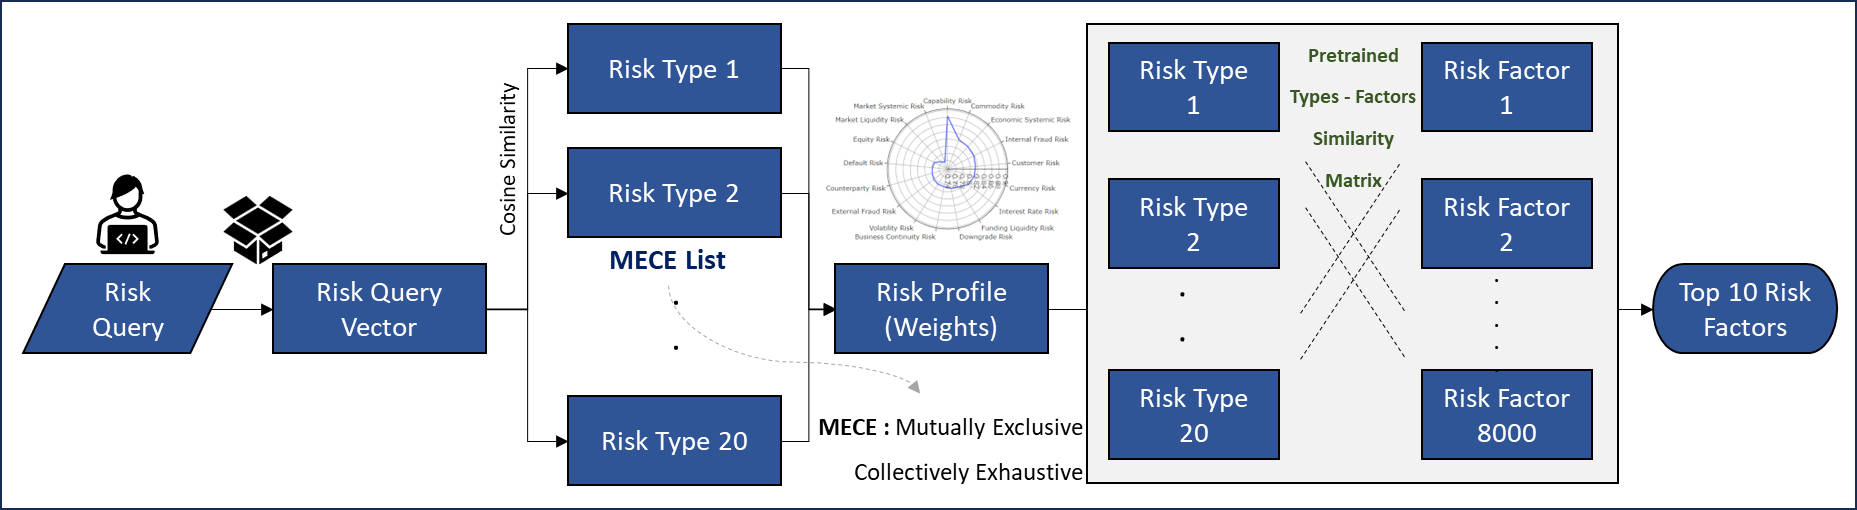 Risk
Query
Risk Query
Vector
Cosine Similarity
Risk Type 1
Risk Type 2
MECE List
.
.
Risk Type 20
Capability Risk
Commodity Risk
Economic Systemic Risk
Internal Fraud Risk
Customer Risk
Currency Risk
Interest Rate Risk
Funding Liquidity Risk
Downgrade Risk
Business Continuity Risk
Volatility Risk
External Fraud Risk
Counterparty Risk
Default Risk
Equity Risk
Market Liquidity Risk
Market Systemic Risk
Risk Profile
(Weights)
MECE : Mutually Exclusive
Collectively Exhaustive
Risk Type
1
Risk Type
2
.
.
Risk Type
20
Pretrained
Types - Factors
Similarity
Matrix
Risk Factor
1
Risk Factor
2
Risk Factor
8000
Top 10 Risk
Factors